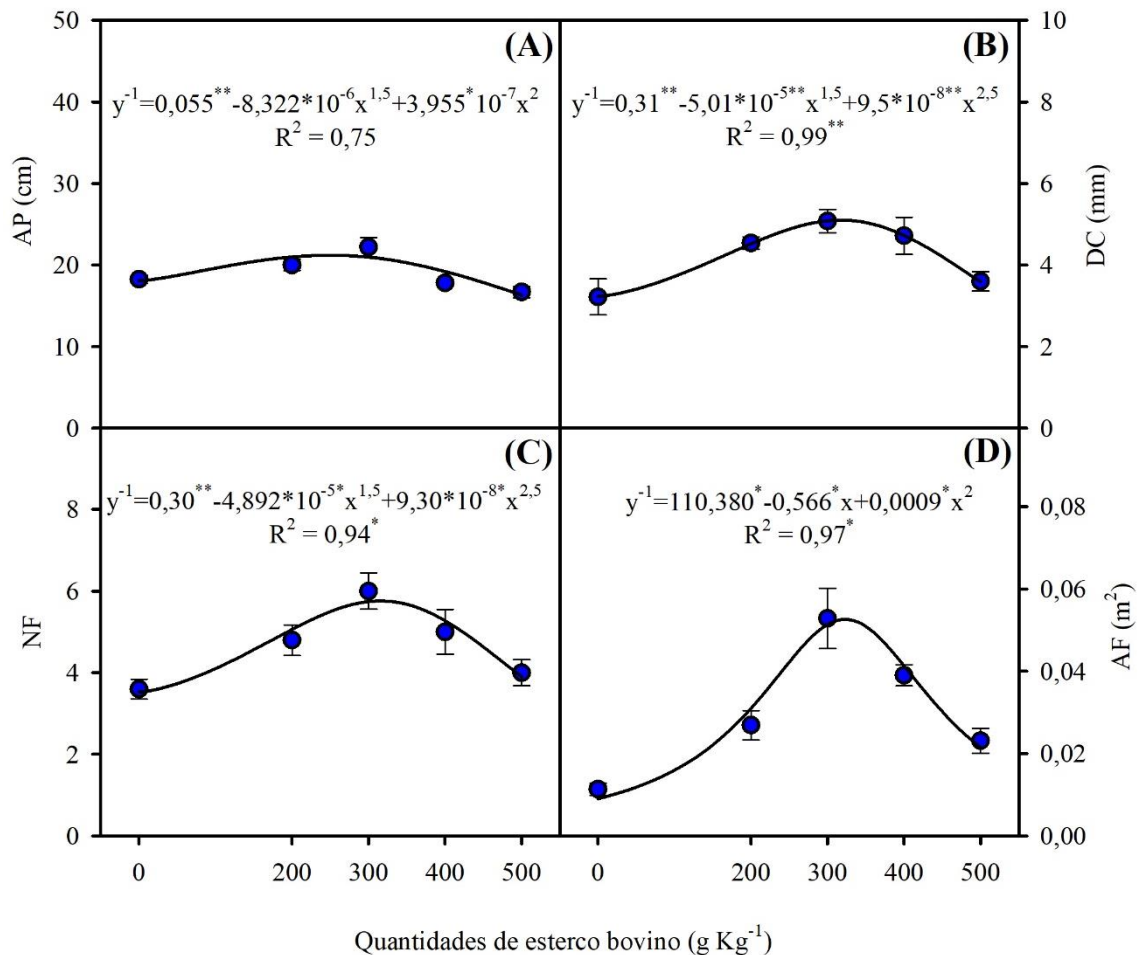 (A)
y⁻¹=0,055**-8,322*10⁻⁶x¹,⁵+3,955*10⁻⁷x²
R² = 0,75
50
40
30
20
10
0
AP (cm)
(B)
y⁻¹=0,31**-5,01*10⁻⁵**x¹,⁵+9,5*10⁻⁸**x²,⁵
R² = 0,99**
10
8
6
4
2
0
DC (mm)
(C)
y⁻¹=0,30**-4,892*10⁻⁵*x¹,⁵+9,30*10⁻⁸*x²,⁵
R² = 0,94*
8
6
4
2
0
NF
(D)
y⁻¹=110,380*-0,566*x+0,0009*x²
R² = 0,97*
0,08
0,06
0,04
0,02
0,00
AF (m²)
0 200 300 400 500
0 200 300 400 500
Quantidades de esterco bovino (g Kg⁻¹)